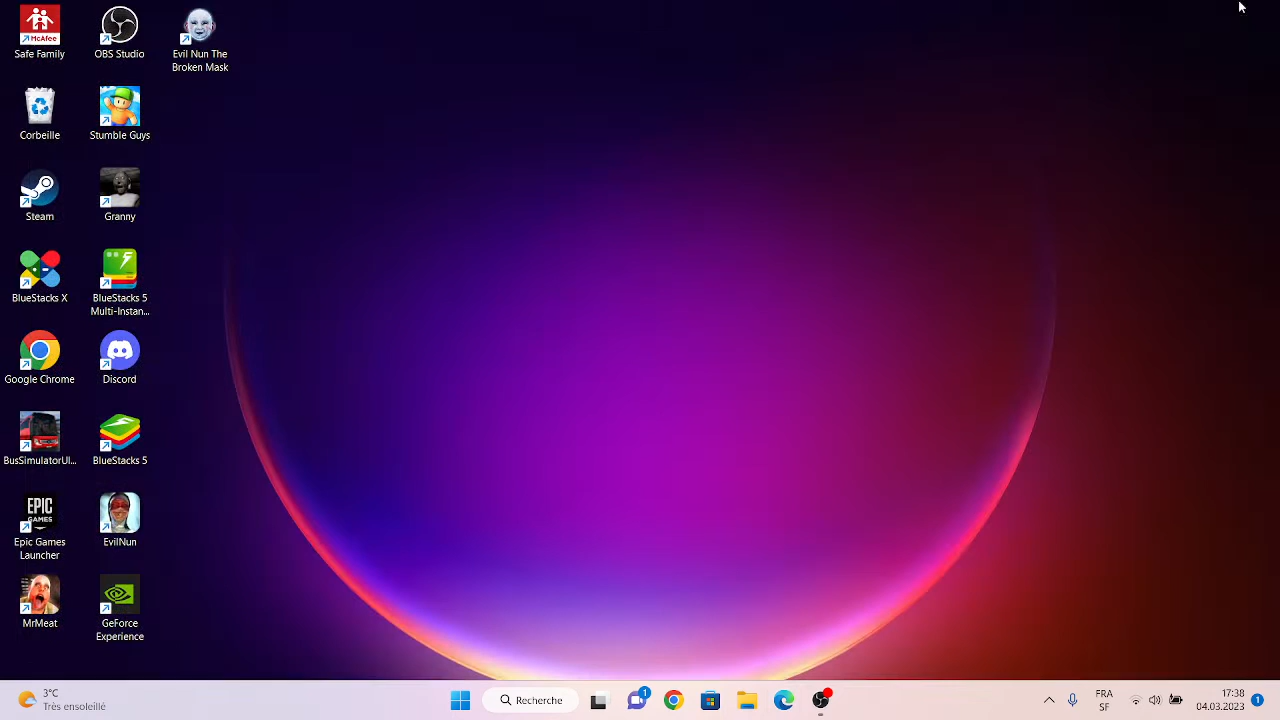 McAfee
Safe Family
OBS Studio
Evil Nun The
Broken Mask
Corbeille
Stumble Guys
Steam
Granny
BlueStacks X
BlueStacks 5
Multi-Instan...
Google Chrome
Discord
BusSimulatorUl...
BlueStacks 5
EPIC
GAMES
Epic Games
Launcher
EvilNun
MrMeat
GeForce
Experience
3°C
Très ensoleillé
Recherche
1
FRA
SF
17:38
04.03.2023
1